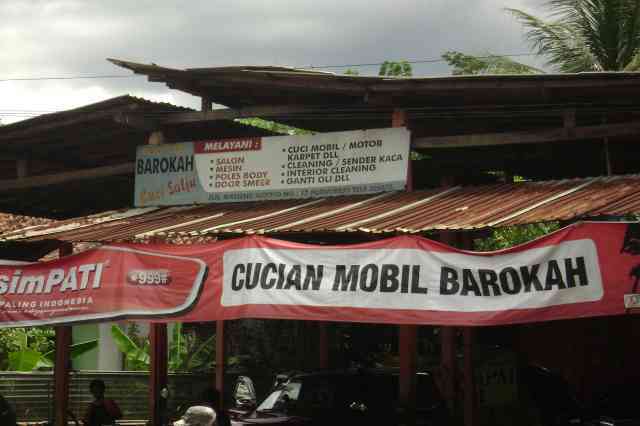 BAROKAH
Cuci Salju
MELAYANI :
• SALON
• MESIN
• POLES BODY
• DOOR SMEER
• CUCI MOBIL / MOTOR
KARPET DLL
• CLEANING / SENDER KACA
• INTERIOR CLEANING
• GANTI OLI DLL
simPATI
*999#
PALING INDONESIA
CUCIAN MOBIL BAROKAH